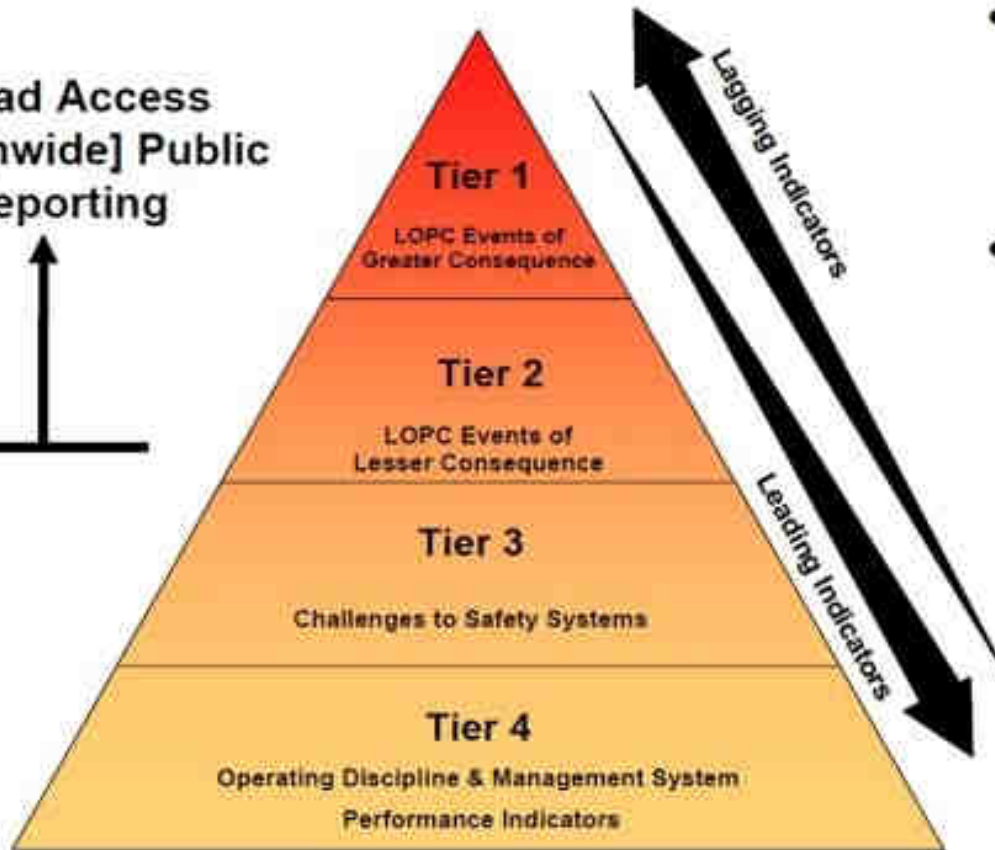 ad Access
nwide] Public
eporting
Tier 1
LOPC Events of
Greater Consequence
Tier 2
LOPC Events of
Lesser Consequence
Tier 3
Challenges to Safety Systems
Tier 4
Operating Discipline & Management System
Performance Indicators
Lagging Indicators
Leading Indicators